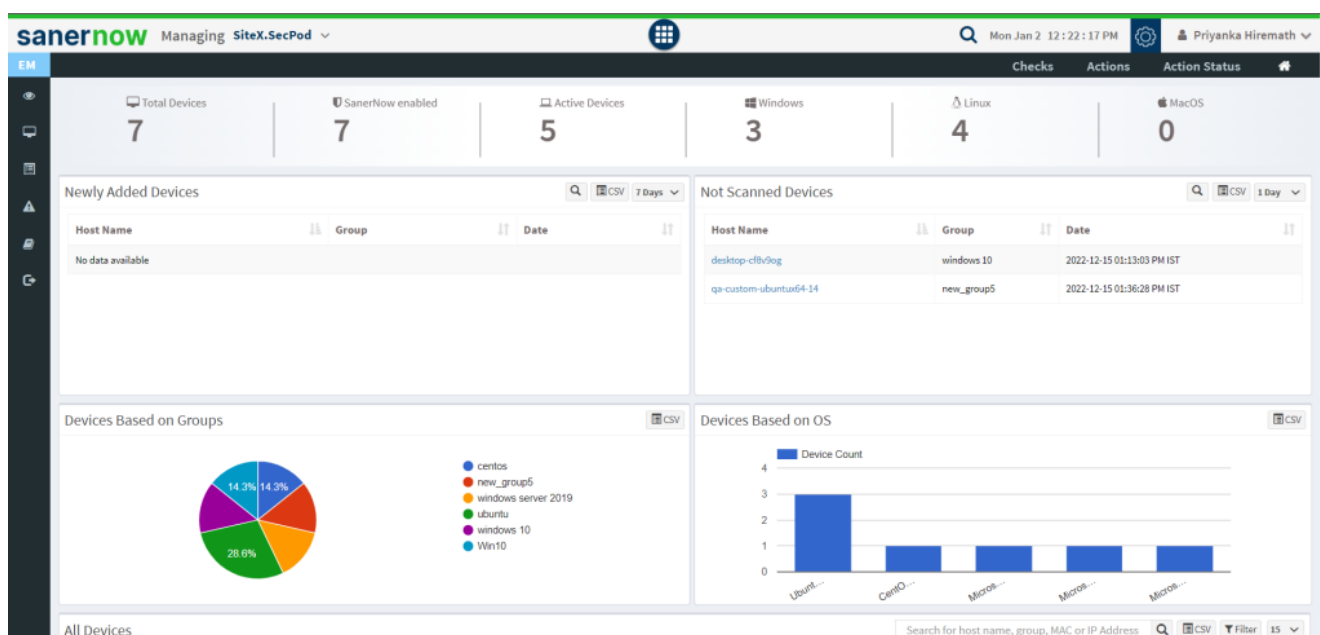 sanernow Managing SiteX.SecPod Mon Jan 2 12:22:17 PM Priyanka Hiremath
EM Checks Actions Action Status
Total Devices SanerNow enabled Active Devices Windows Linux MacOS
7 7 5 3 4 0
Newly Added Devices CSV 7 Days
Host Name Group Date
No data available
Not Scanned Devices CSV 1 Day
Host Name Group Date
desktop-cf8v9og windows 10 2022-12-15 01:13:03 PM IST
qa-custom-ubuntux64-14 new_group5 2022-12-15 01:36:28 PM IST
Devices Based on Groups CSV
14.3% 14.3%
28.6%
centos
new_group5
windows server 2019
ubuntu
windows 10
Win10
Devices Based on OS CSV
Device Count
4
3
2
1
0
Ubunt... CentO... Micros... Micros... Micros...
All Devices Search for host name, group, MAC or IP Address CSV Filter 15